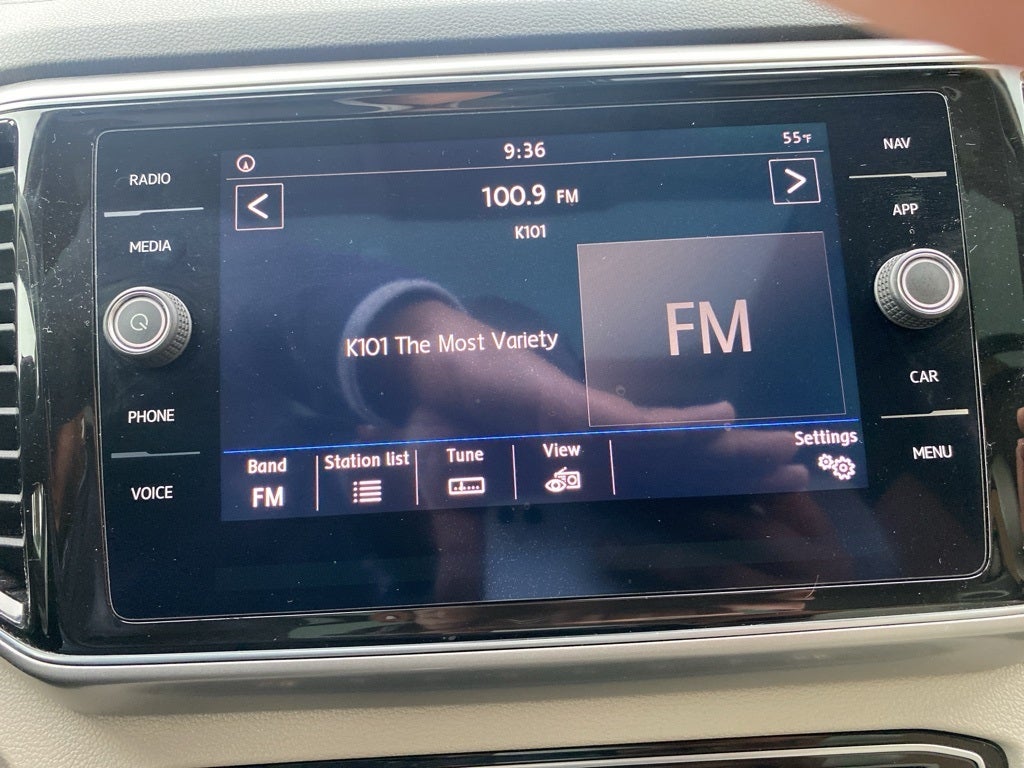 RADIO
MEDIA
PHONE
VOICE
9:36
55°F
<
100.9 FM
>
K101
K101 The Most Variety
FM
Band
FM
Station list
Tune
View
Settings
NAV
APP
CAR
MENU